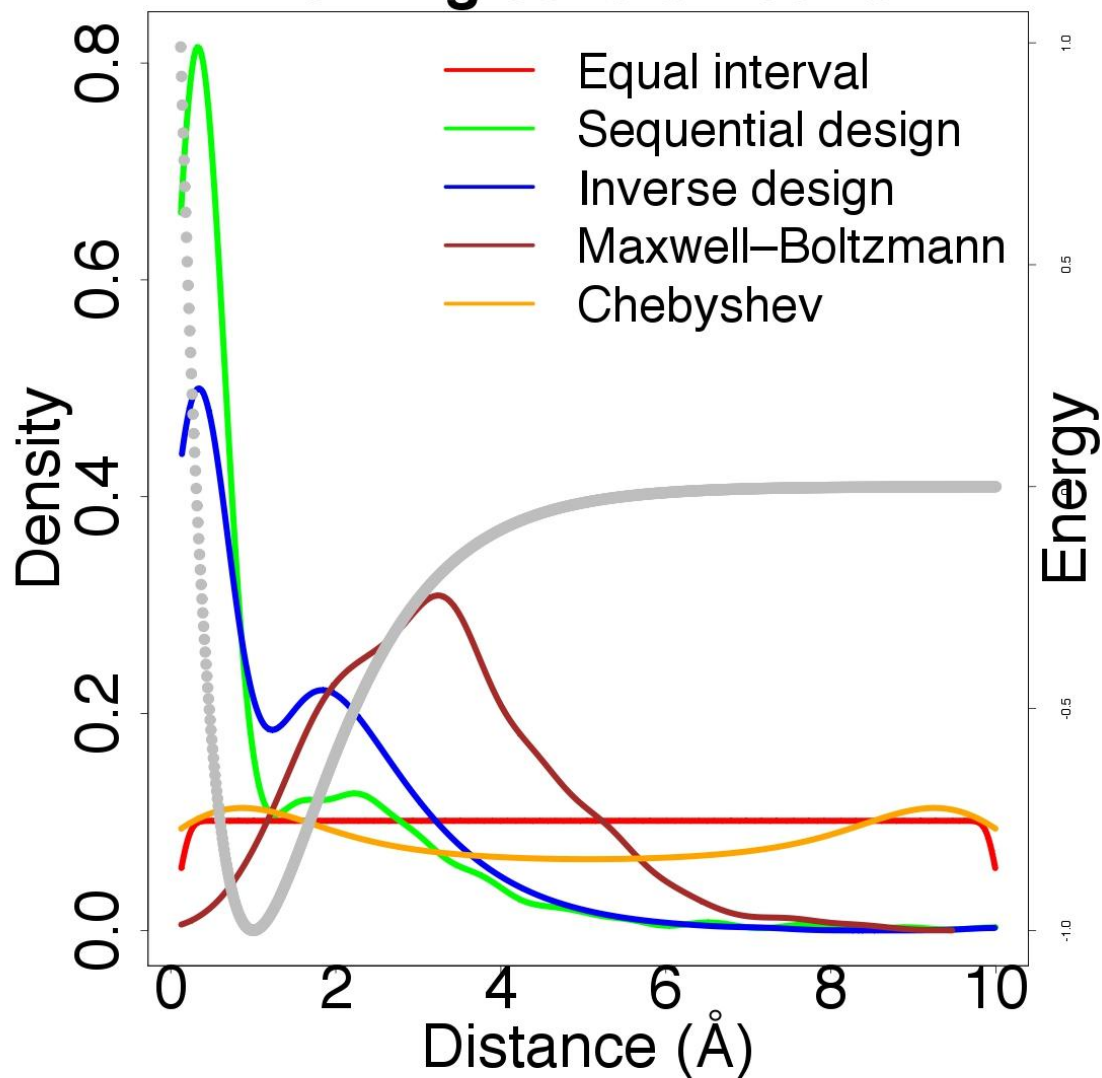 0.8
0.6
0.4
0.2
0.0
Density
Equal interval
Sequential design
Inverse design
Maxwell–Boltzmann
Chebyshev
1.0
0.5
-0.5
-1.0
Energy
0 2 4 6 8 10
Distance (Å)